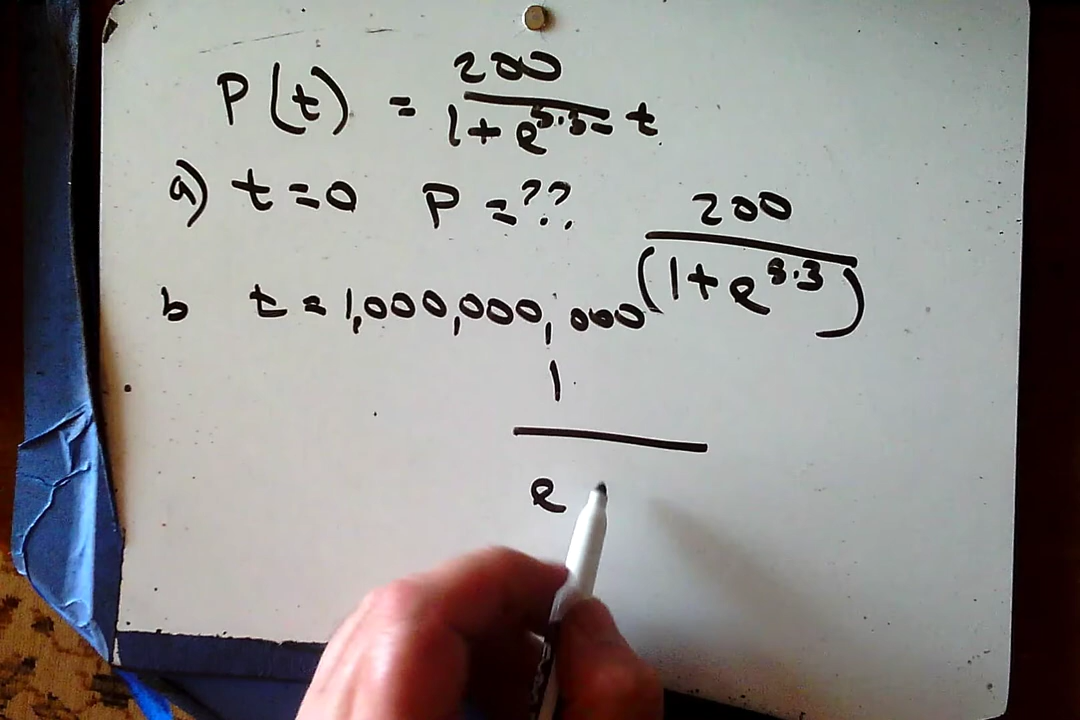 P(t) = 200
1+e^5.3- t
a) t=0 P =??
200
(1+e^5.3)
b t = 1,000,000,000
1
e